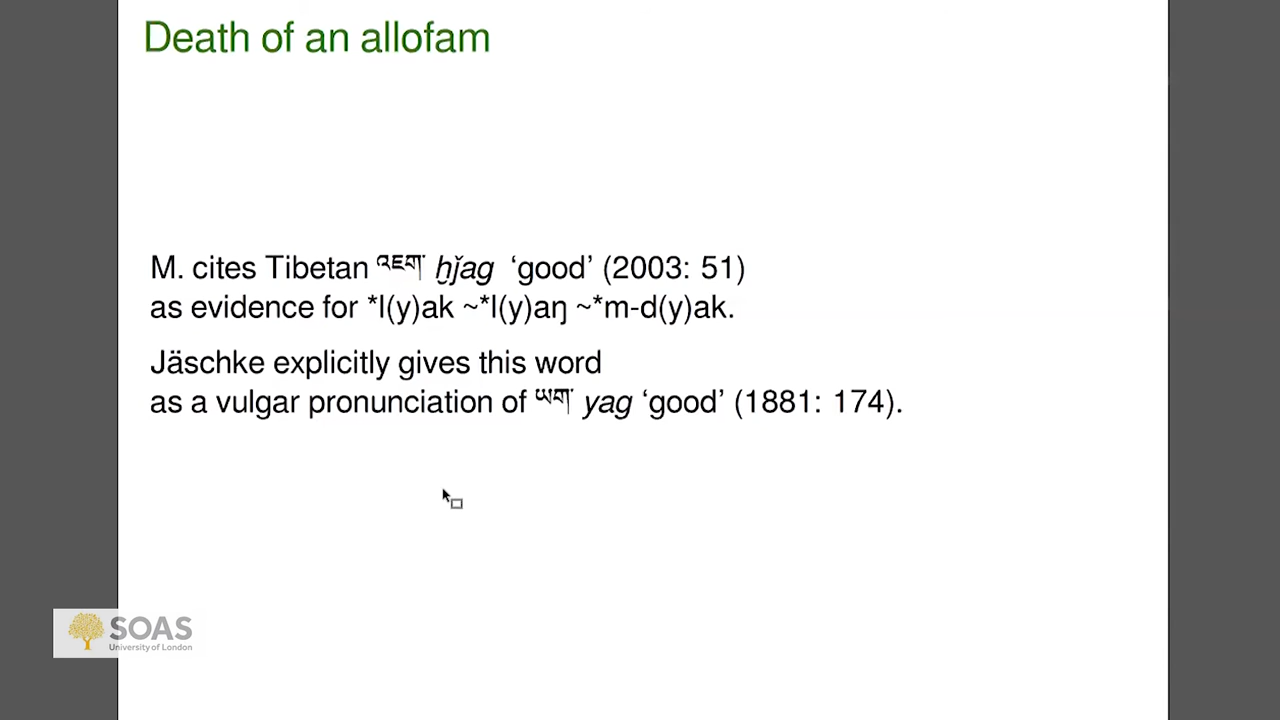 Death of an allofam
M. cites Tibetan འཇག་ ḫǰag ‘good’ (2003: 51)
as evidence for *l(y)ak ~*l(y)aŋ ~*m-d(y)ak.
Jäschke explicitly gives this word
as a vulgar pronunciation of ཡག་ yag ‘good’ (1881: 174).
SOAS
University of London